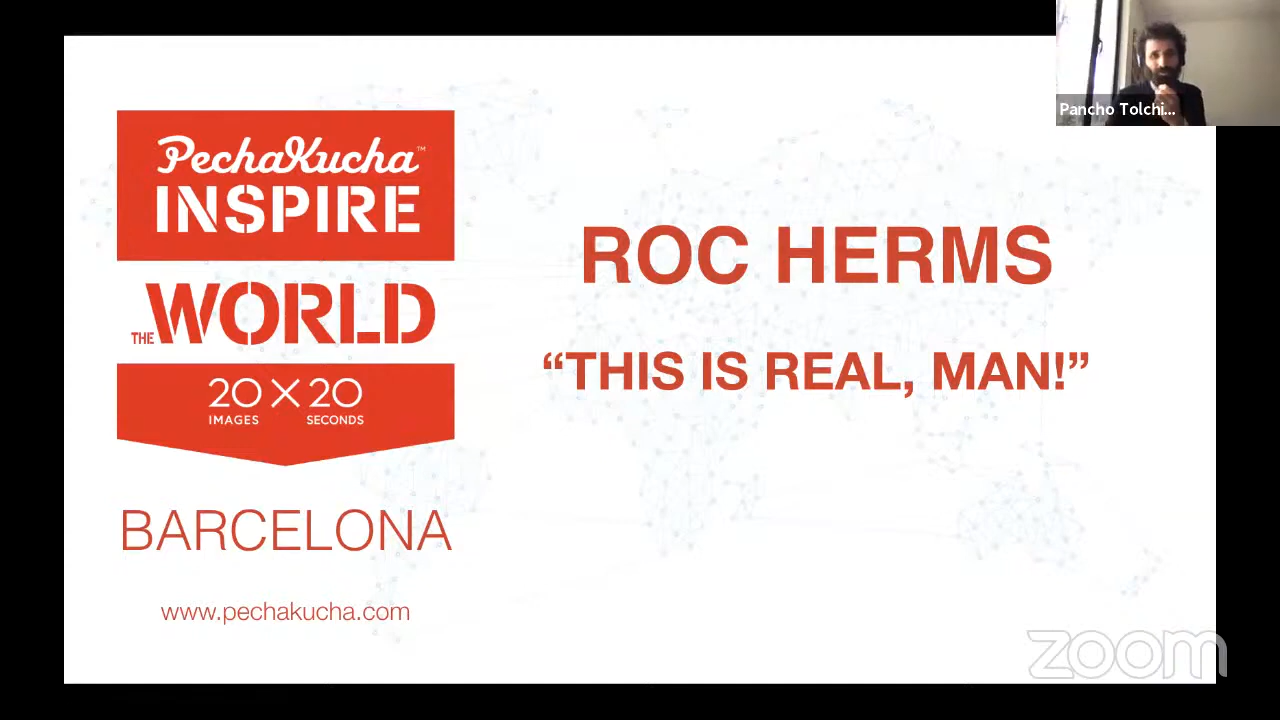 PechaKucha™
INSPIRE
THE WORLD
20 X 20
IMAGES SECONDS
BARCELONA
www.pechakucha.com
ROC HERMS
“THIS IS REAL, MAN!”
Pancho Tolchi...
zoom